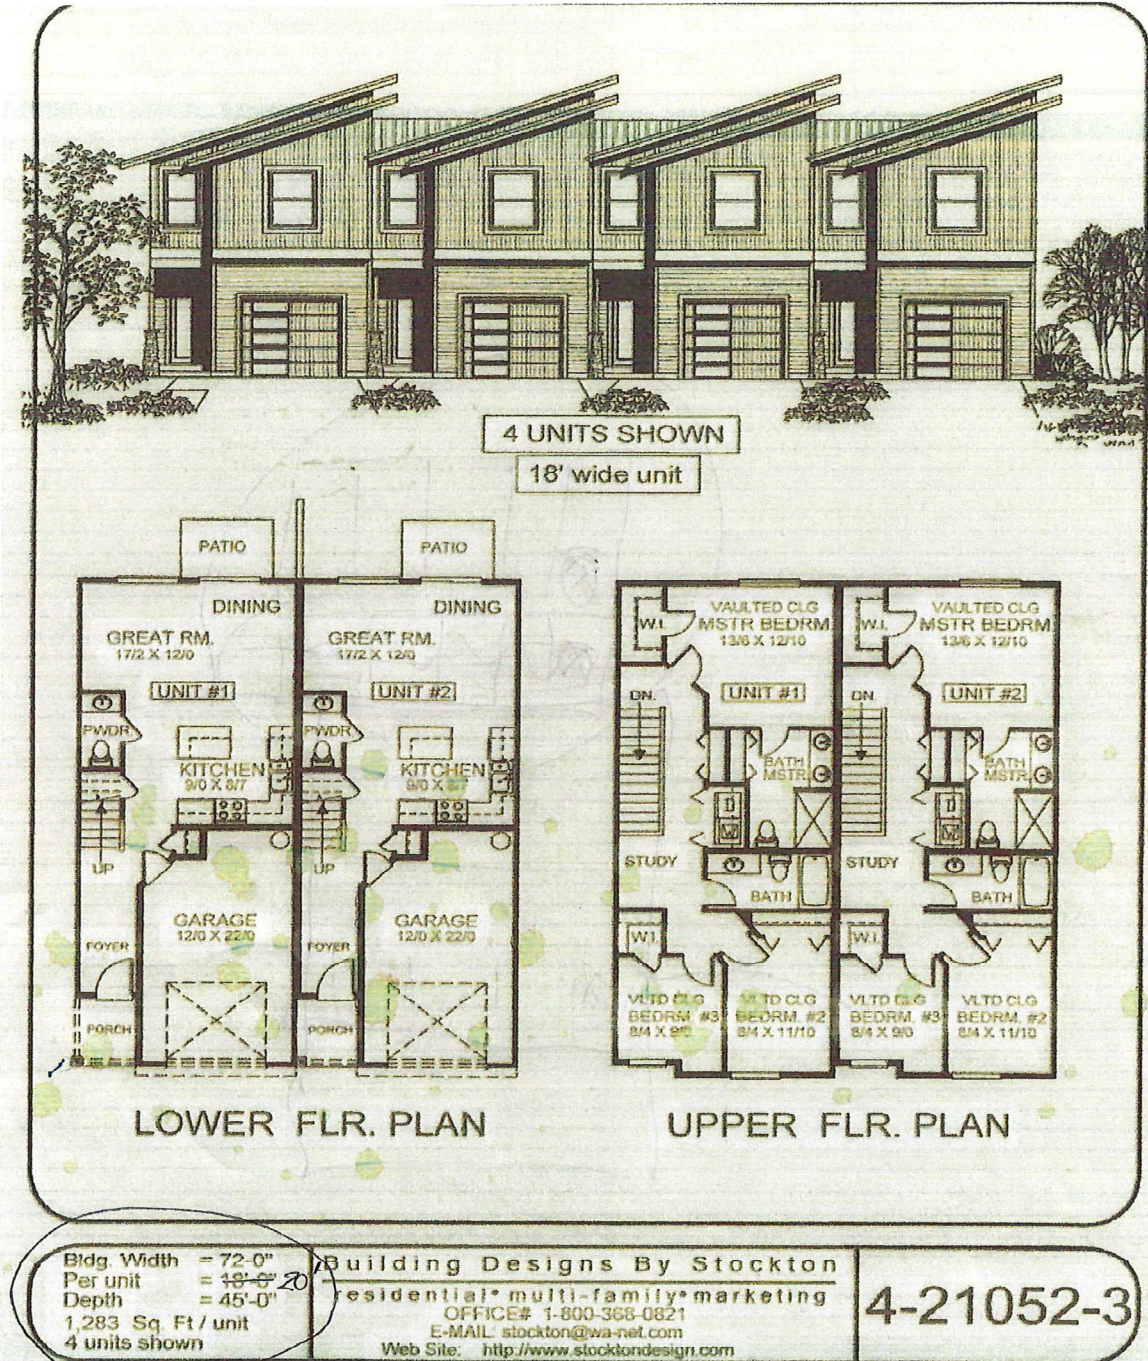 4 UNITS SHOWN
18' wide unit
PATIO
PATIO
DINING
GREAT RM.
17/2 X 12/0
UNIT #1
PWDR
KITCHEN
9/0 X 8/7
UP
GARAGE
12/0 X 22/0
FOYER
PORCH
DINING
GREAT RM.
17/2 X 12/0
UNIT #2
PWDR
KITCHEN
9/0 X 8/7
UP
GARAGE
12/0 X 22/0
FOYER
PORCH
LOWER FLR. PLAN
W.I.
VAULTED CLG
MSTR BEDRM
13/6 X 12/10
UNIT #1
DN.
BATH
MSTR
D
W
STUDY
BATH
W.I.
VLTD CLG
BEDRM. #3
8/4 X 9/0
VLTD CLG
BEDRM. #2
8/4 X 11/10
W.I.
VAULTED CLG
MSTR BEDRM
13/6 X 12/10
UNIT #2
DN.
BATH
MSTR
D
W
STUDY
BATH
W.I.
VLTD CLG
BEDRM. #3
8/4 X 9/0
VLTD CLG
BEDRM. #2
8/4 X 11/10
UPPER FLR. PLAN
Bldg. Width = 72-0"
Per unit = 18'-0" 20'
Depth = 45'-0"
1,283 Sq. Ft / unit
4 units shown
Building Designs By Stockton
residential• multi-family•marketing
OFFICE# 1-800-368-0821
E-MAIL: stockton@wa-net.com
Web Site: http://www.stocktondesign.com
4-21052-3